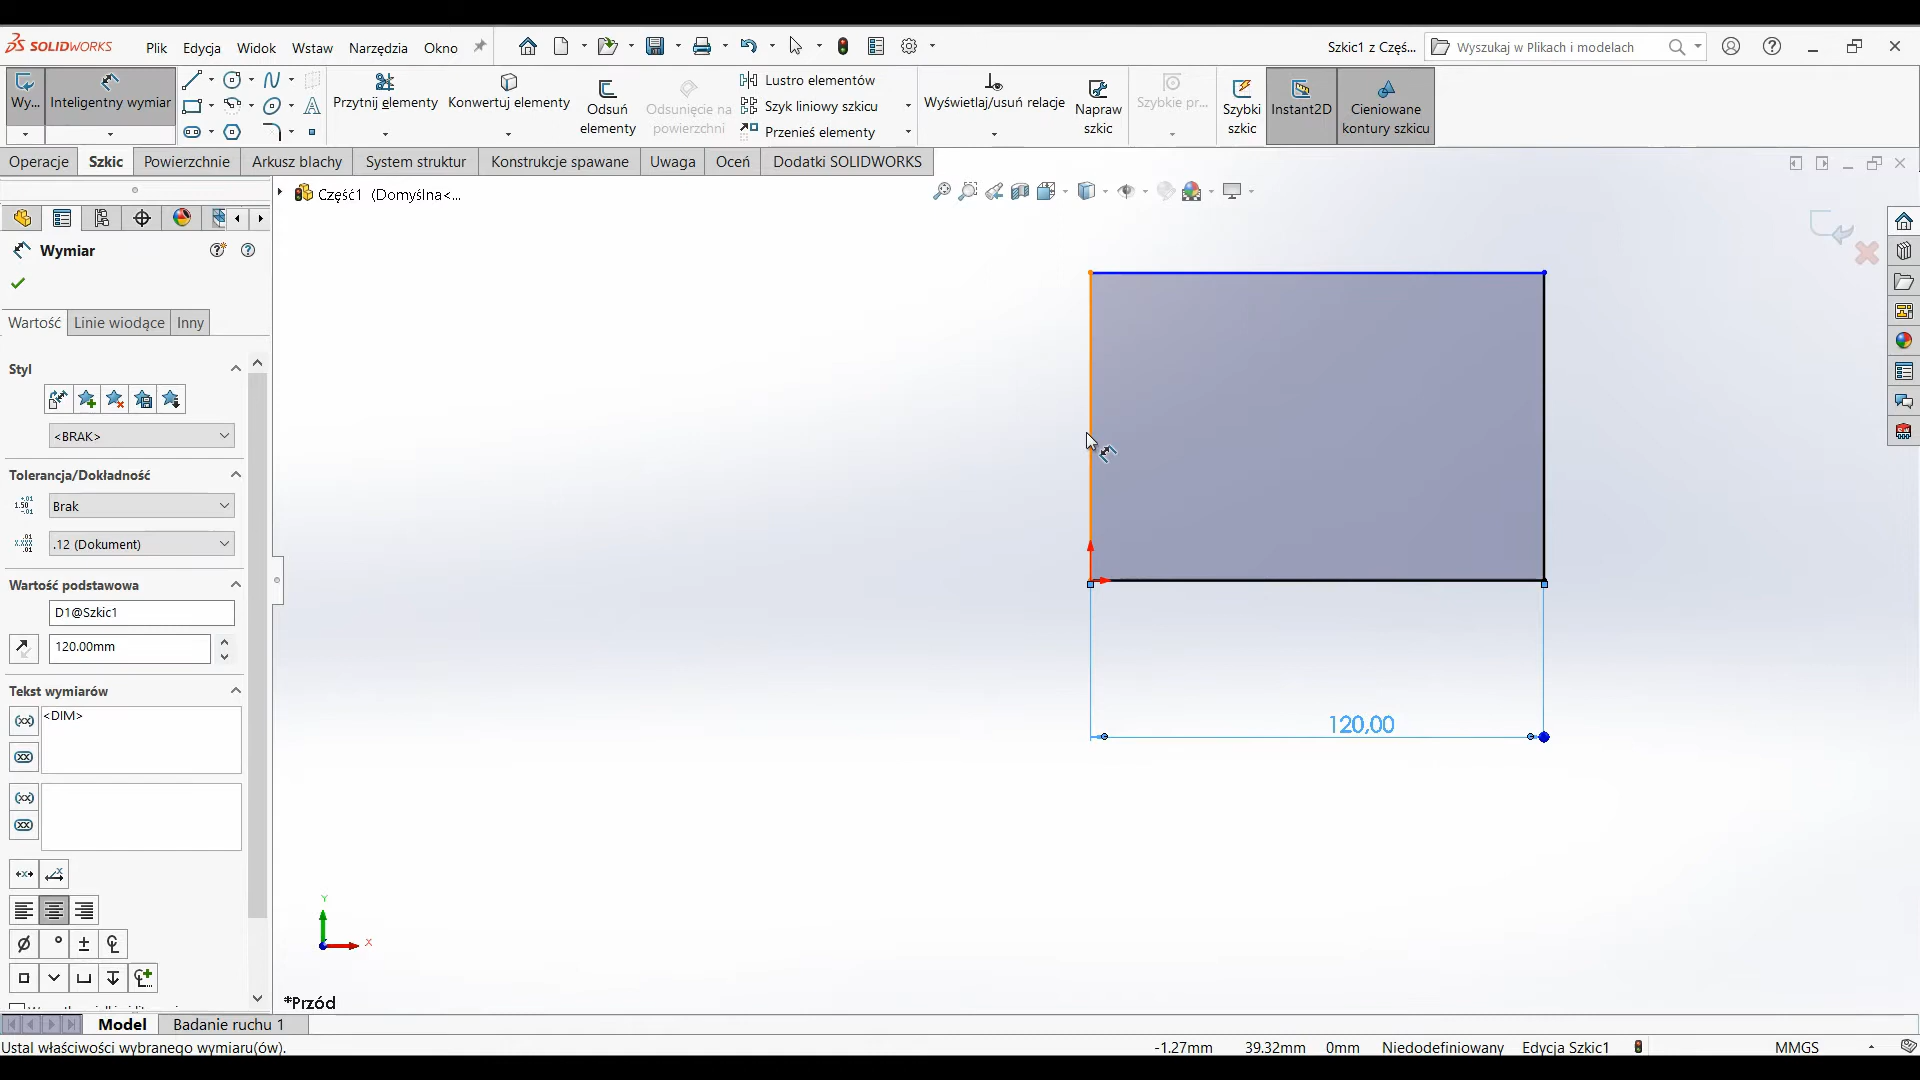 SOLIDWORKS Plik Edycja Widok Wstaw Narzędzia Okno Szkic1 z Częś... Wyszukaj w Plikach i modelach
Wy... Inteligentny wymiar Przytnij elementy Konwertuj elementy Odsuń elementy Odsunięcie na powierzchni
Lustro elementów
Szyk liniowy szkicu
Przenieś elementy
Wyświetlaj/usuń relacje Napraw szkic Szybkie pr... Szybki szkic Instant2D Cieniowane kontury szkicu
Operacje Szkic Powierzchnie Arkusz blachy System struktur Konstrukcje spawane Uwaga Oceń Dodatki SOLIDWORKS
Część1 (Domyślna<...
Wymiar
Wartość Linie wiodące Inny
Styl
<BRAK>
Tolerancja/Dokładność
Brak
.12 (Dokument)
Wartość podstawowa
D1@Szkic1
120.00mm
Tekst wymiarów
<DIM>
120,00
Y
X
*Przód
Model Badanie ruchu 1
Ustal właściwości wybranego wymiaru(ów). -1.27mm 39.32mm 0mm Niedodefiniowany Edycja Szkic1 MMGS